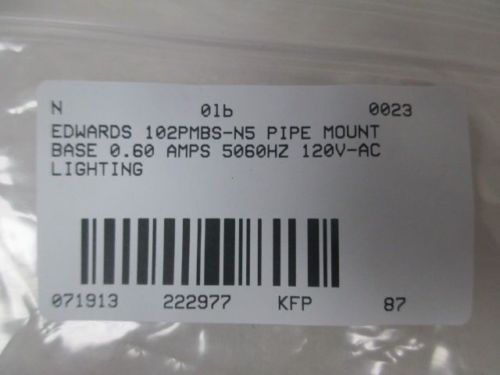 N 01b 0023
EDWARDS 102PMBS-N5 PIPE MOUNT
BASE 0.60 AMPS 5060HZ 120V-AC
LIGHTING
071913 222977 KFP 87